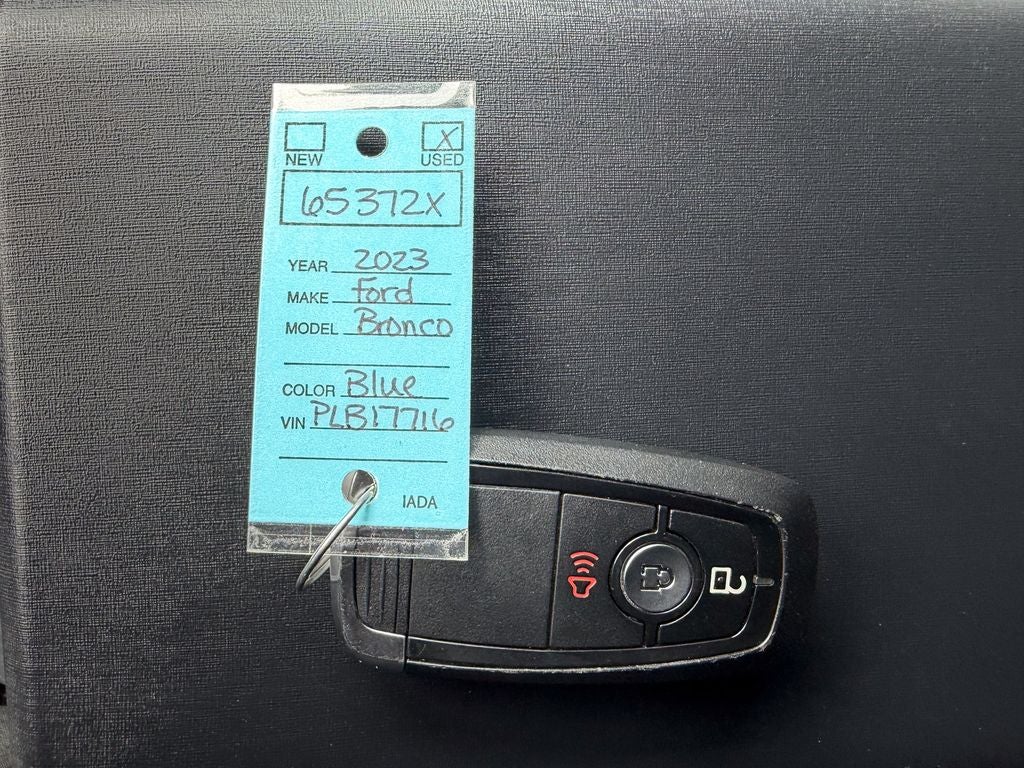 X
NEW USED
65372X
YEAR 2023
MAKE Ford
MODEL Bronco
COLOR Blue
VIN PLB17716
IADA